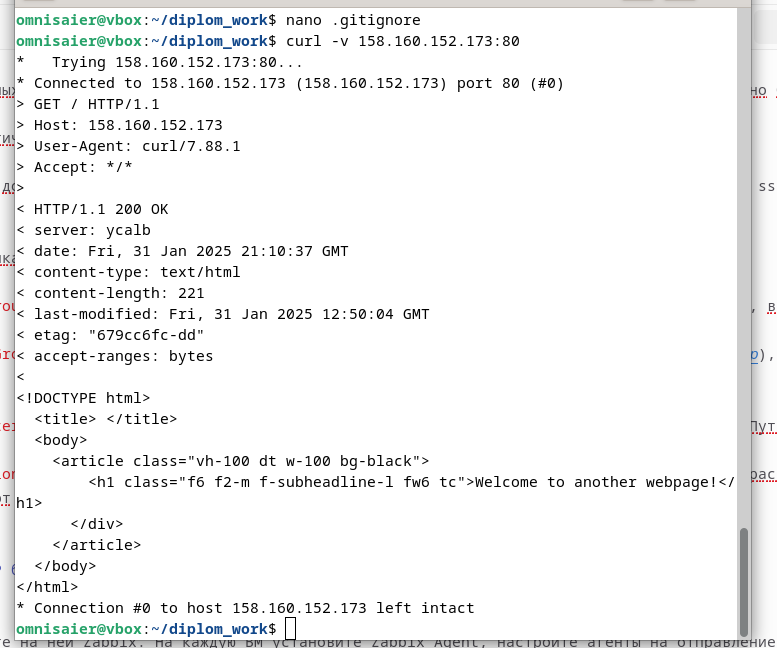 omnisaier@vbox:~/diplom_work$ nano .gitignore
omnisaier@vbox:~/diplom_work$ curl -v 158.160.152.173:80
*   Trying 158.160.152.173:80...
* Connected to 158.160.152.173 (158.160.152.173) port 80 (#0)
> GET / HTTP/1.1
> Host: 158.160.152.173
> User-Agent: curl/7.88.1
> Accept: */*
>
< HTTP/1.1 200 OK
< server: ycalb
< date: Fri, 31 Jan 2025 21:10:37 GMT
< content-type: text/html
< content-length: 221
< last-modified: Fri, 31 Jan 2025 12:50:04 GMT
< etag: "679cc6fc-dd"
< accept-ranges: bytes
<
<!DOCTYPE html>
  <title> </title>
  <body>
    <article class="vh-100 dt w-100 bg-black">
        <h1 class="f6 f2-m f-subheadline-l fw6 tc">Welcome to another webpage!</
h1>
      </div>
    </article>
  </body>
</html>
* Connection #0 to host 158.160.152.173 left intact
omnisaier@vbox:~/diplom_work$
на ней Zabbix. На каждую ВМ установите Zabbix Agent, настройте агенты на отправление